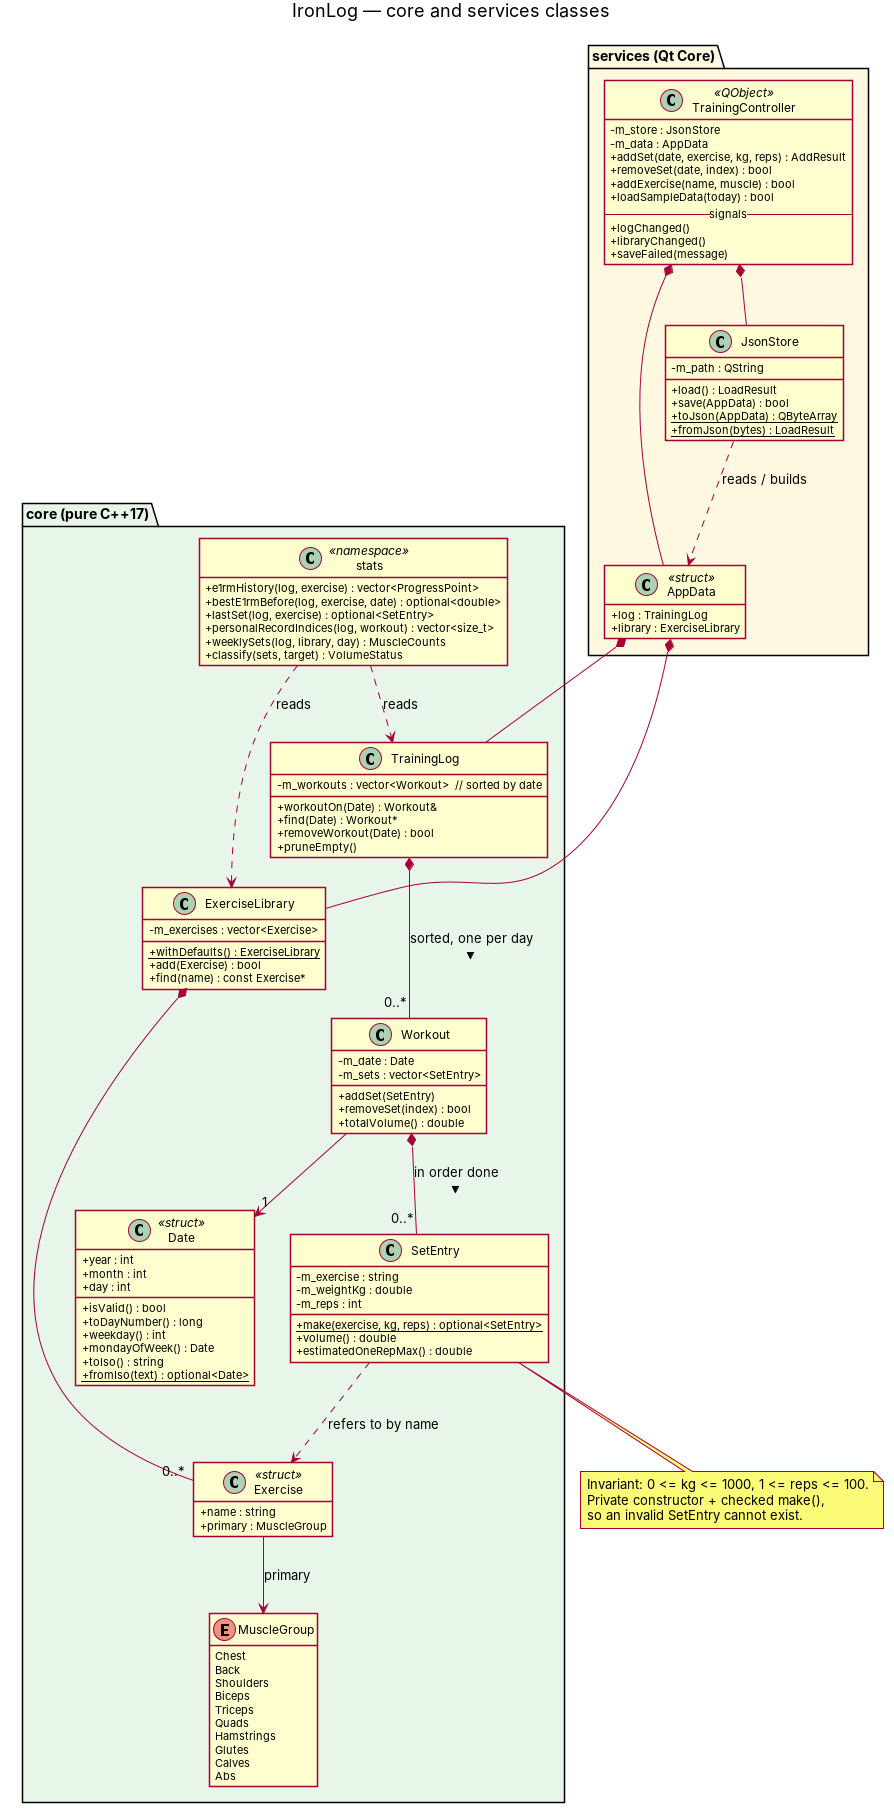 IronLog — core and services classes
services (Qt Core)
C
«QObject»
TrainingController
-m_store : JsonStore
-m_data : AppData
+addSet(date, exercise, kg, reps) : AddResult
+removeSet(date, index) : bool
+addExercise(name, muscle) : bool
+loadSampleData(today) : bool
signals
+logChanged()
+libraryChanged()
+saveFailed(message)
C
JsonStore
-m_path : QString
+load() : LoadResult
+save(AppData) : bool
+toJson(AppData) : QByteArray
+fromJson(bytes) : LoadResult
reads / builds
C
«struct»
AppData
+log : TrainingLog
+library : ExerciseLibrary
core (pure C++17)
C
«namespace»
stats
+e1rmHistory(log, exercise) : vector<ProgressPoint>
+bestE1rmBefore(log, exercise, date) : optional<double>
+lastSet(log, exercise) : optional<SetEntry>
+personalRecordIndices(log, workout) : vector<size_t>
+weeklySets(log, library, day) : MuscleCounts
+classify(sets, target) : VolumeStatus
reads
reads
C
TrainingLog
-m_workouts : vector<Workout>  // sorted by date
+workoutOn(Date) : Workout&
+find(Date) : Workout*
+removeWorkout(Date) : bool
+pruneEmpty()
C
ExerciseLibrary
-m_exercises : vector<Exercise>
+withDefaults() : ExerciseLibrary
+add(Exercise) : bool
+find(name) : const Exercise*
sorted, one per day
▼
0..*
C
Workout
-m_date : Date
-m_sets : vector<SetEntry>
+addSet(SetEntry)
+removeSet(index) : bool
+totalVolume() : double
in order done
▼
1
0..*
C
«struct»
Date
+year : int
+month : int
+day : int
+isValid() : bool
+toDayNumber() : long
+weekday() : int
+mondayOfWeek() : Date
+toIso() : string
+fromIso(text) : optional<Date>
C
SetEntry
-m_exercise : string
-m_weightKg : double
-m_reps : int
+make(exercise, kg, reps) : optional<SetEntry>
+volume() : double
+estimatedOneRepMax() : double
refers to by name
0..*
C
«struct»
Exercise
+name : string
+primary : MuscleGroup
Invariant: 0 <= kg <= 1000, 1 <= reps <= 100.
Private constructor + checked make(),
so an invalid SetEntry cannot exist.
primary
E
MuscleGroup
Chest
Back
Shoulders
Biceps
Triceps
Quads
Hamstrings
Glutes
Calves
Abs